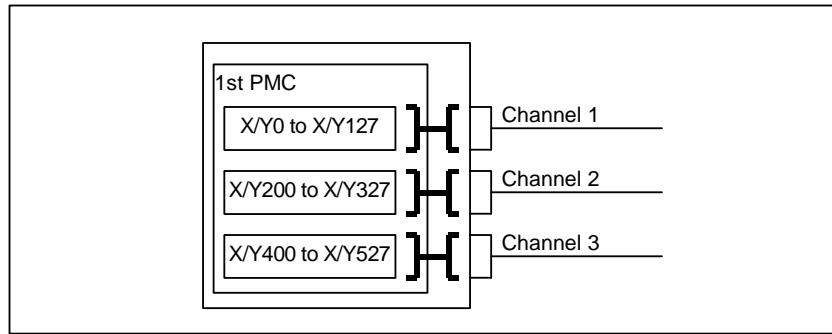 1st PMC
X/Y0 to X/Y127
Channel 1
X/Y200 to X/Y327
Channel 2
X/Y400 to X/Y527
Channel 3